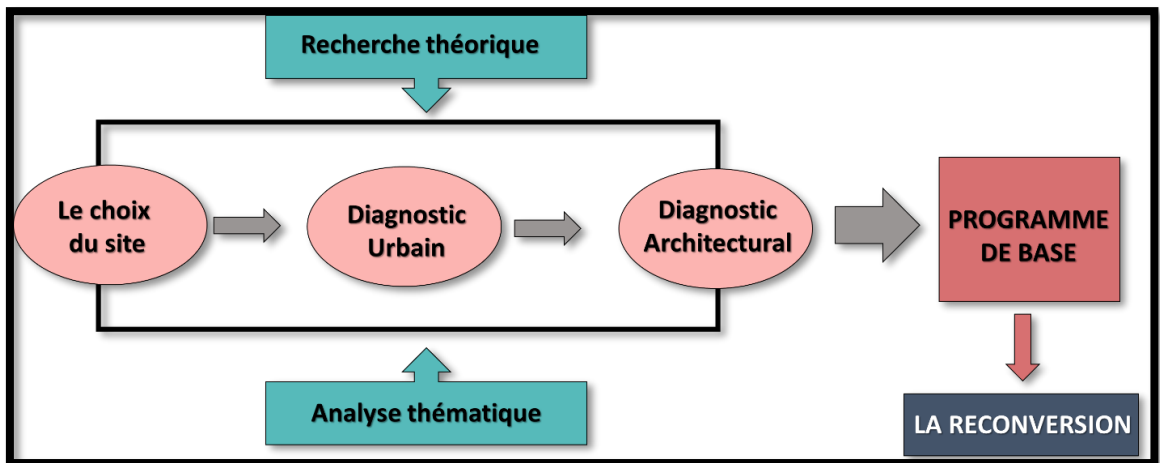 Recherche théorique
Le choix
du site
Diagnostic
Urbain
Diagnostic
Architectural
PROGRAMME
DE BASE
Analyse thématique
LA RECONVERSION